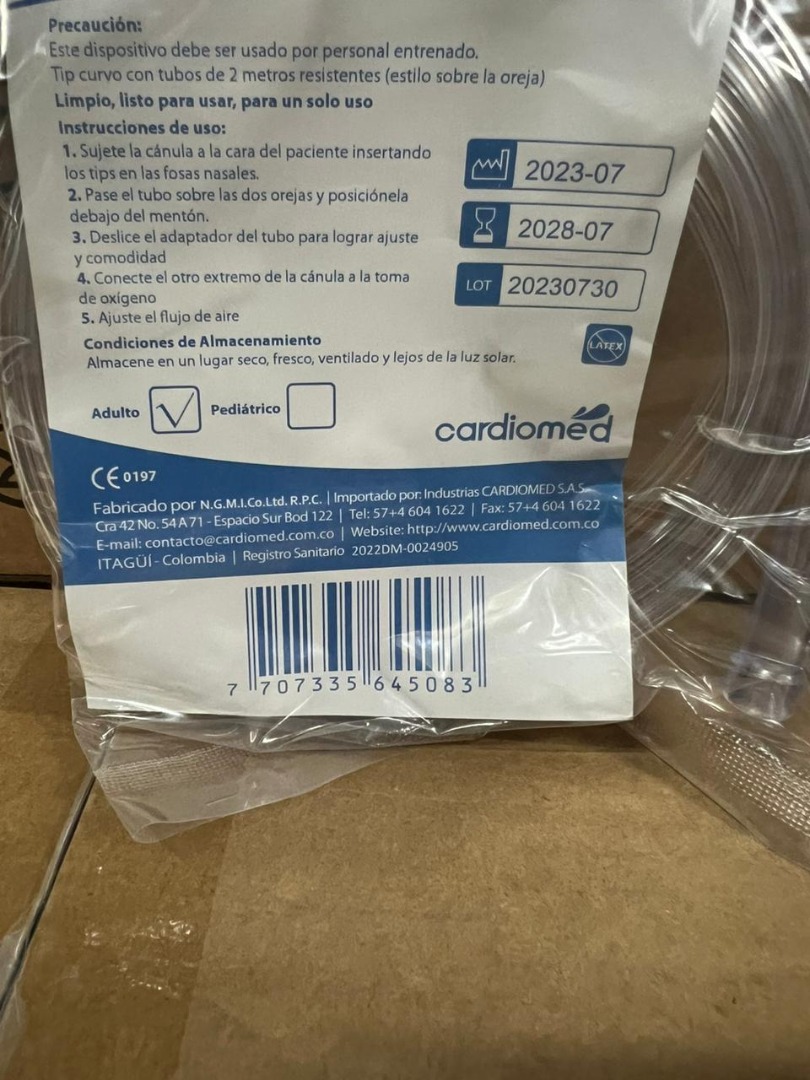 Precaución:
Este dispositivo debe ser usado por personal entrenado.
Tip curvo con tubos de 2 metros resistentes (estilo sobre la oreja)
Limpio, listo para usar, para un solo uso
Instrucciones de uso:
1. Sujete la cánula a la cara del paciente insertando
los tips en las fosas nasales.
2. Pase el tubo sobre las dos orejas y posiciónela
debajo del mentón.
3. Deslice el adaptador del tubo para lograr ajuste
y comodidad
4. Conecte el otro extremo de la cánula a la toma
de oxígeno
5. Ajuste el flujo de aire
2023-07
2028-07
LOT 20230730
Condiciones de Almacenamiento
Almacene en un lugar seco, fresco, ventilado y lejos de la luz solar.
LATEX
Adulto Pediátrico
cardiomed
CE 0197
Fabricado por N.G.M.I.Co.Ltd. R.P.C. | Importado por: Industrias CARDIOMED S.A.S
Cra 42 No. 54 A 71 - Espacio Sur Bod 122 | Tel: 57+4 604 1622 | Fax: 57+4 604 1622
E-mail: contacto@cardiomed.com.co | Website: http://www.cardiomed.com.co
ITAGÜÍ - Colombia | Registro Sanitario 2022DM-0024905
7 707335 645083